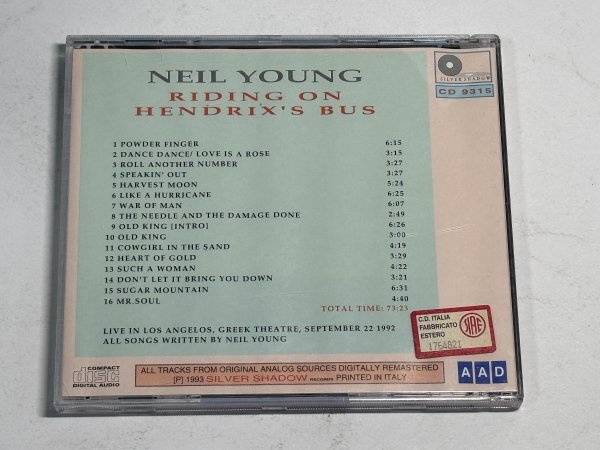 NEIL YOUNG
RIDING ON
HENDRIX'S BUS
SILVER SHADOW
CD 9315
1 POWDER FINGER 6:15
2 DANCE DANCE/ LOVE IS A ROSE 3:15
3 ROLL ANOTHER NUMBER 3:27
4 SPEAKIN' OUT 3:27
5 HARVEST MOON 5:24
6 LIKE A HURRICANE 6:25
7 WAR OF MAN 6:07
8 THE NEEDLE AND THE DAMAGE DONE 2:49
9 OLD KING [INTRO] 6:26
10 OLD KING 3:00
11 COWGIRL IN THE SAND 4:19
12 HEART OF GOLD 3:29
13 SUCH A WOMAN 4:22
14 DON'T LET IT BRING YOU DOWN 3:21
15 SUGAR MOUNTAIN 6:31
16 MR.SOUL 4:40
TOTAL TIME: 73:23
LIVE IN LOS ANGELOS, GREEK THEATRE, SEPTEMBER 22 1992
ALL SONGS WRITTEN BY NEIL YOUNG
C.D. ITALIA
FABBRICATO
ESTERO
1764821
COMPACT
disc
DIGITAL AUDIO
ALL TRACKS FROM ORIGINAL ANALOG SOURCES DIGITALLY REMASTERED
[P] 1993 SILVER SHADOW RECORDS PRINTED IN ITALY
A A D